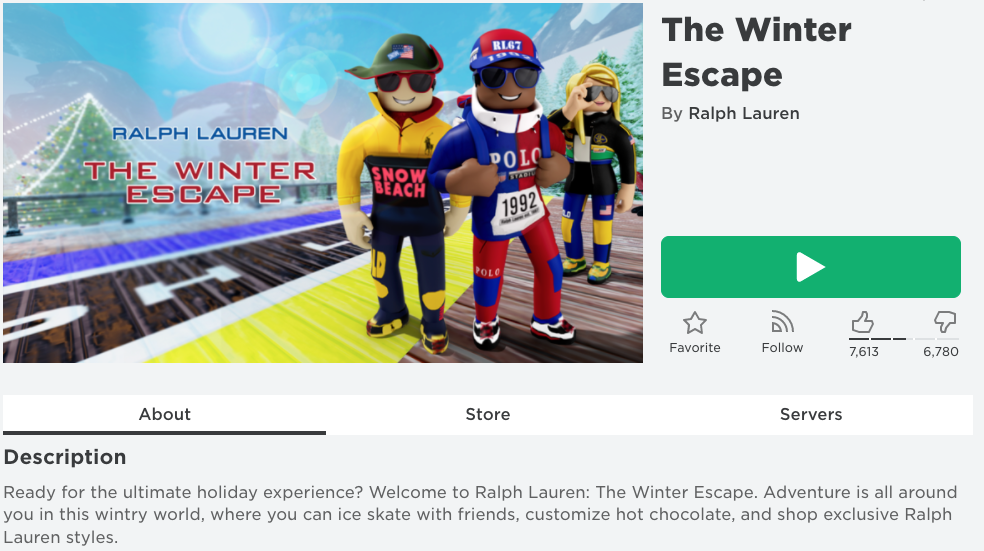 RALPH LAUREN
THE WINTER
ESCAPE
RL67
1992
SNOW
BEACH
POLO
STADIUM
1992
POLO
The Winter
Escape
By Ralph Lauren
Favorite
Follow
7,613
6,780
About
Store
Servers
Description
Ready for the ultimate holiday experience? Welcome to Ralph Lauren: The Winter Escape. Adventure is all around
you in this wintry world, where you can ice skate with friends, customize hot chocolate, and shop exclusive Ralph
Lauren styles.